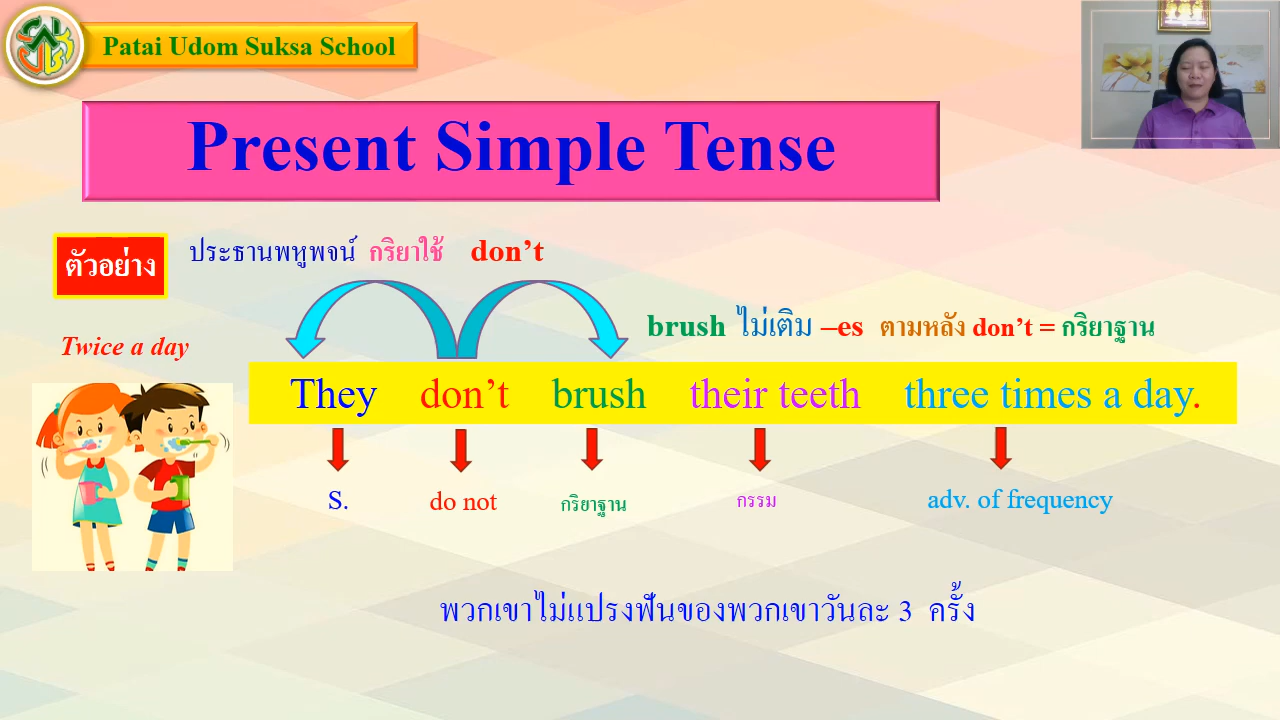 Patai Udom Suksa School
Present Simple Tense
ตัวอย่าง
ประธานพหูพจน์ กริยาใช้ don’t
brush ไม่เติม –es ตามหลัง don’t = กริยาฐาน
Twice a day
They don’t brush their teeth three times a day.
S. do not กริยาฐาน กรรม adv. of frequency
พวกเขาไม่แปรงฟันของพวกเขาวันละ 3 ครั้ง